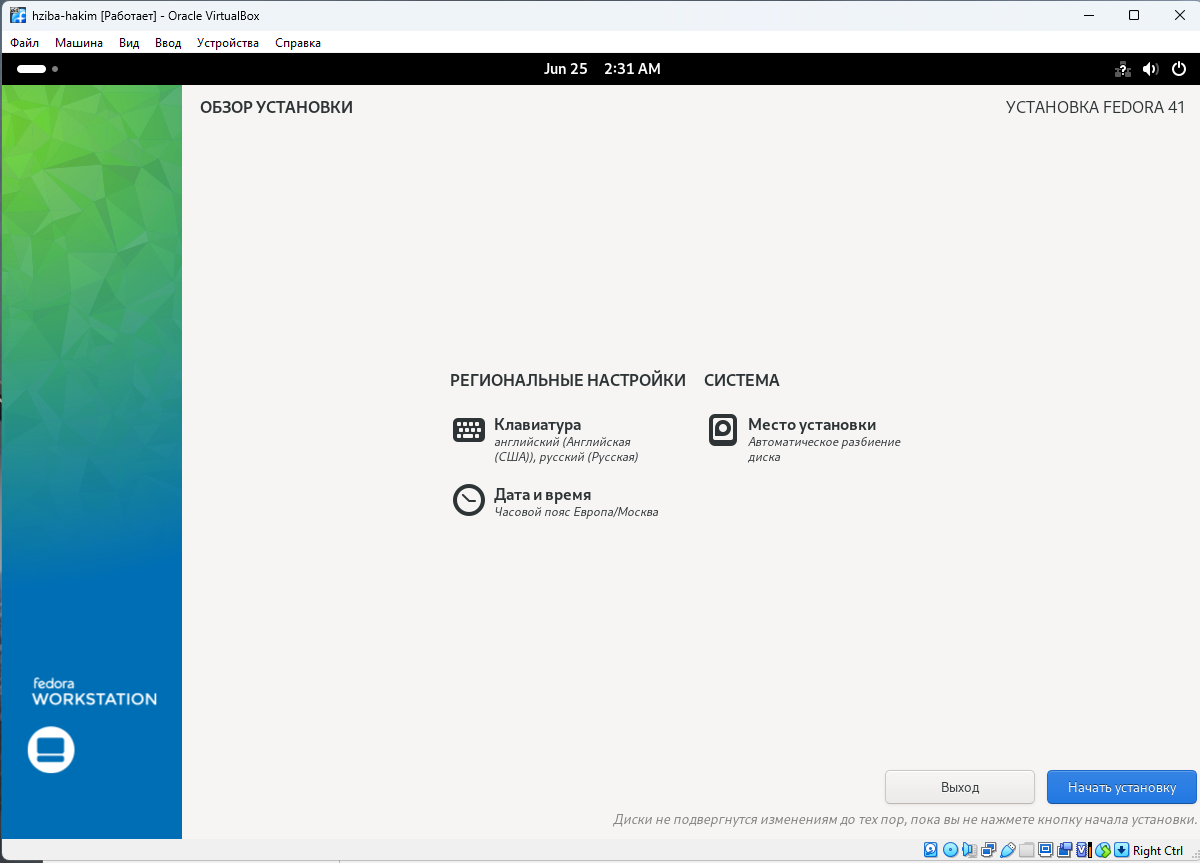 hziba-hakim [Работает] - Oracle VirtualBox
Файл Машина Вид Ввод Устройства Справка
Jun 25 2:31 AM
ОБЗОР УСТАНОВКИ
УСТАНОВКА FEDORA 41
РЕГИОНАЛЬНЫЕ НАСТРОЙКИ
Клавиатура
английский (Английская
(США)), русский (Русская)
Дата и время
Часовой пояс Европа/Москва
СИСТЕМА
Место установки
Автоматическое разбиение
диска
fedora
WORKSTATION
Выход
Начать установку
Диски не подвергнутся изменениям до тех пор, пока вы не нажмете кнопку начала установки.
Right Ctrl